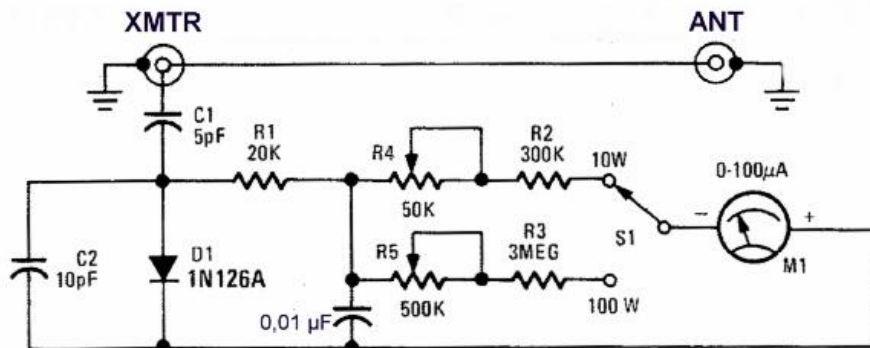 XMTR
ANT
C1
5pF
R1
20K
R4
50K
R2
300K
10W
0-100µA
−
+
S1
M1
C2
10pF
D1
1N126A
R5
500K
R3
3MEG
100 W
0,01 µF